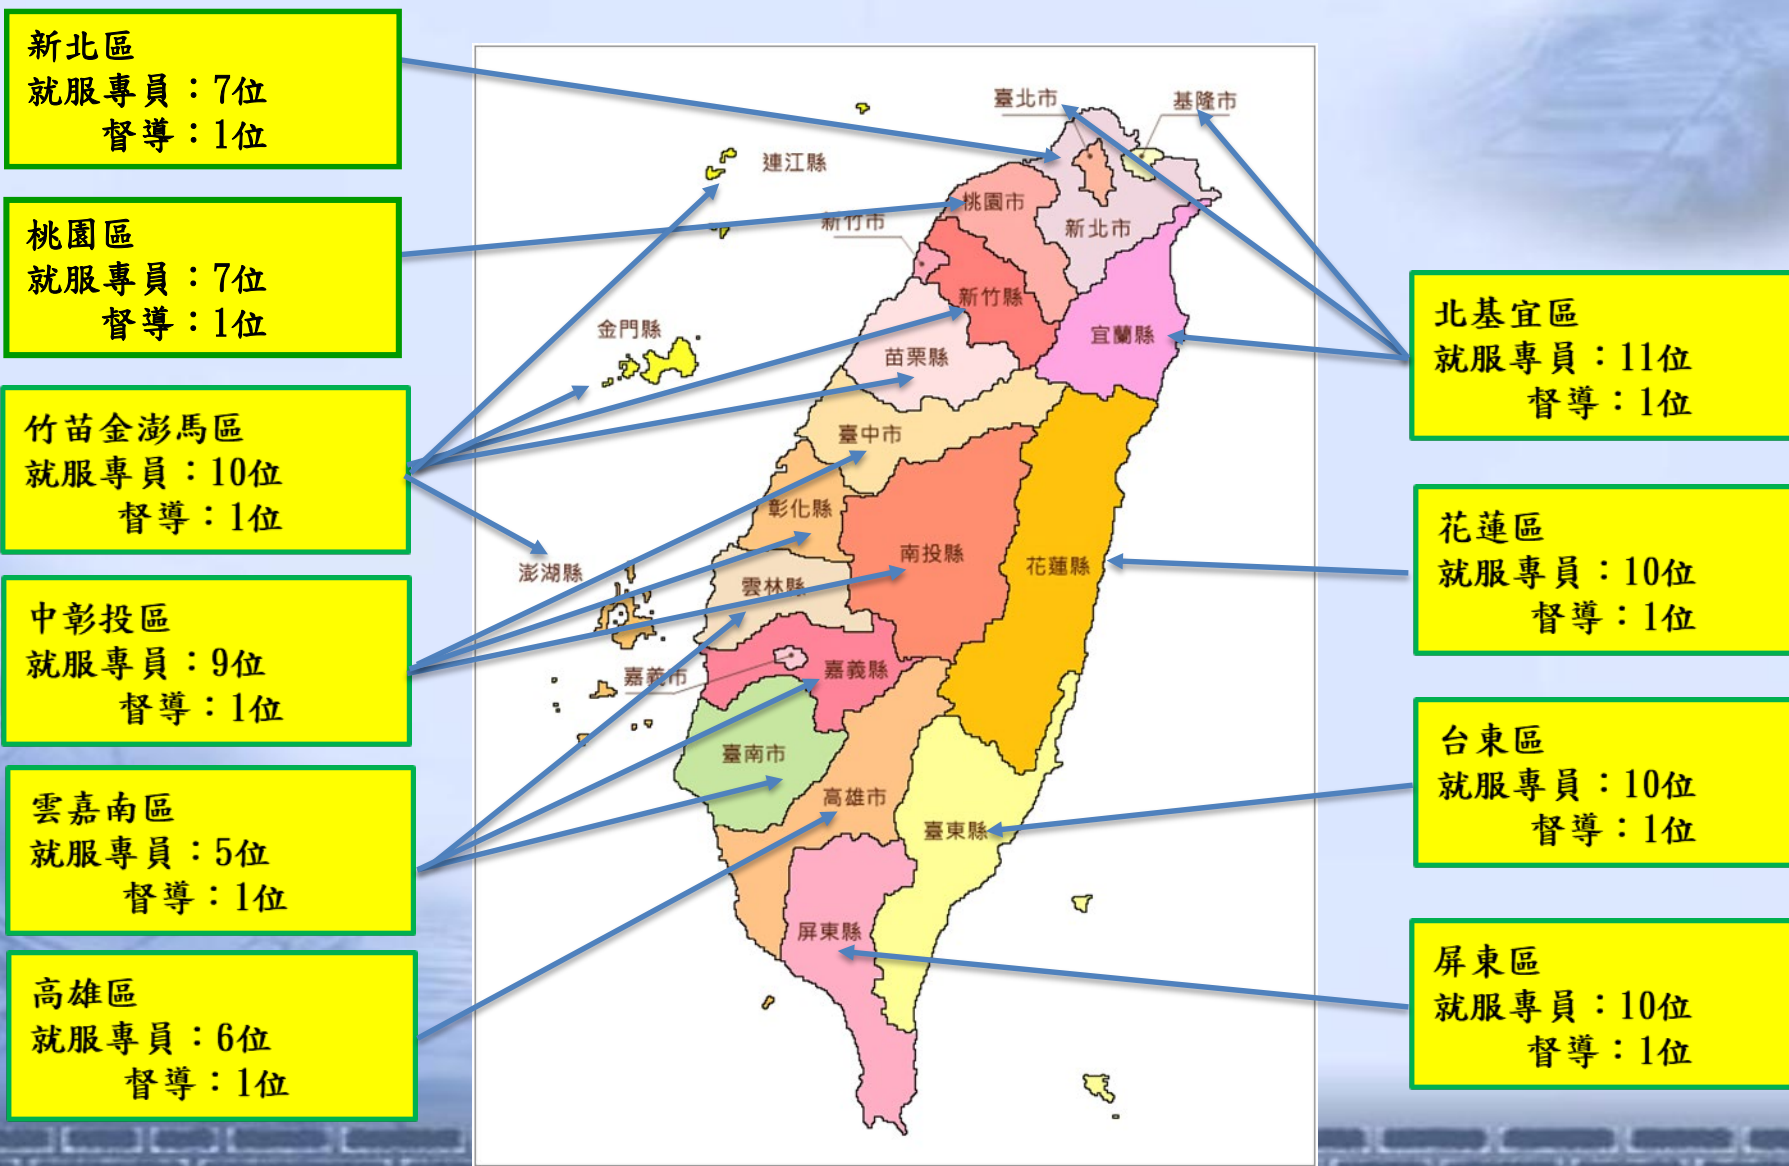 新北區
就服專員：7位
督導：1位
桃園區
就服專員：7位
督導：1位
竹苗金澎馬區
就服專員：10位
督導：1位
中彰投區
就服專員：9位
督導：1位
雲嘉南區
就服專員：5位
督導：1位
高雄區
就服專員：6位
督導：1位
臺北市
基隆市
連江縣
桃園市
新竹市
新北市
新竹縣
金門縣
宜蘭縣
苗栗縣
臺中市
彰化縣
南投縣
花蓮縣
澎湖縣
雲林縣
嘉義市
嘉義縣
臺南市
高雄市
臺東縣
屏東縣
北基宜區
就服專員：11位
督導：1位
花蓮區
就服專員：10位
督導：1位
台東區
就服專員：10位
督導：1位
屏東區
就服專員：10位
督導：1位